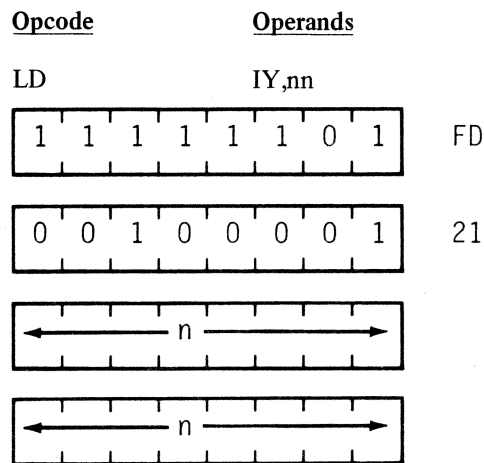 Opcode Operands
LD IY,nn
1 1 1 1 1 1 0 1 FD
0 0 1 0 0 0 0 1 21
n
n